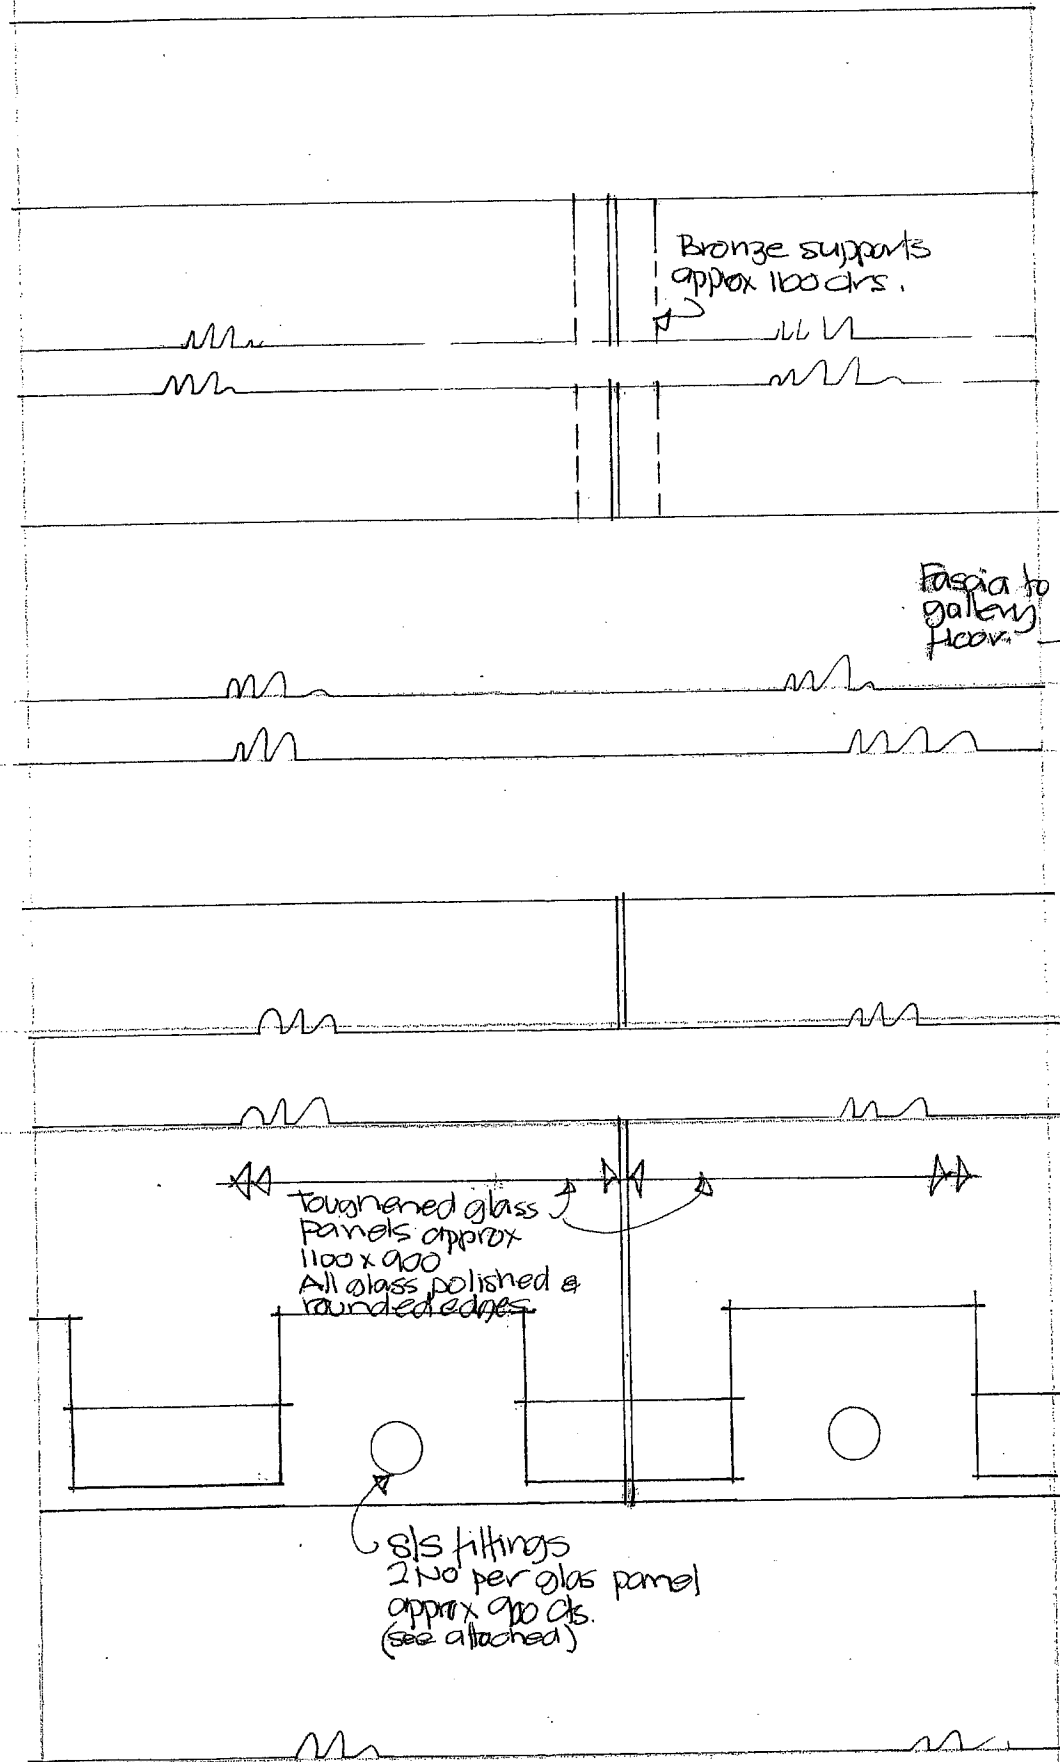 Bronze supports
approx 1100 ctrs.
Fascia to
gallery
floor.
Toughened glass
panels approx
1100 x 900
All glass polished &
rounded edges
S/S fittings
2 No per glas panel
approx 900 cts.
(see attached)